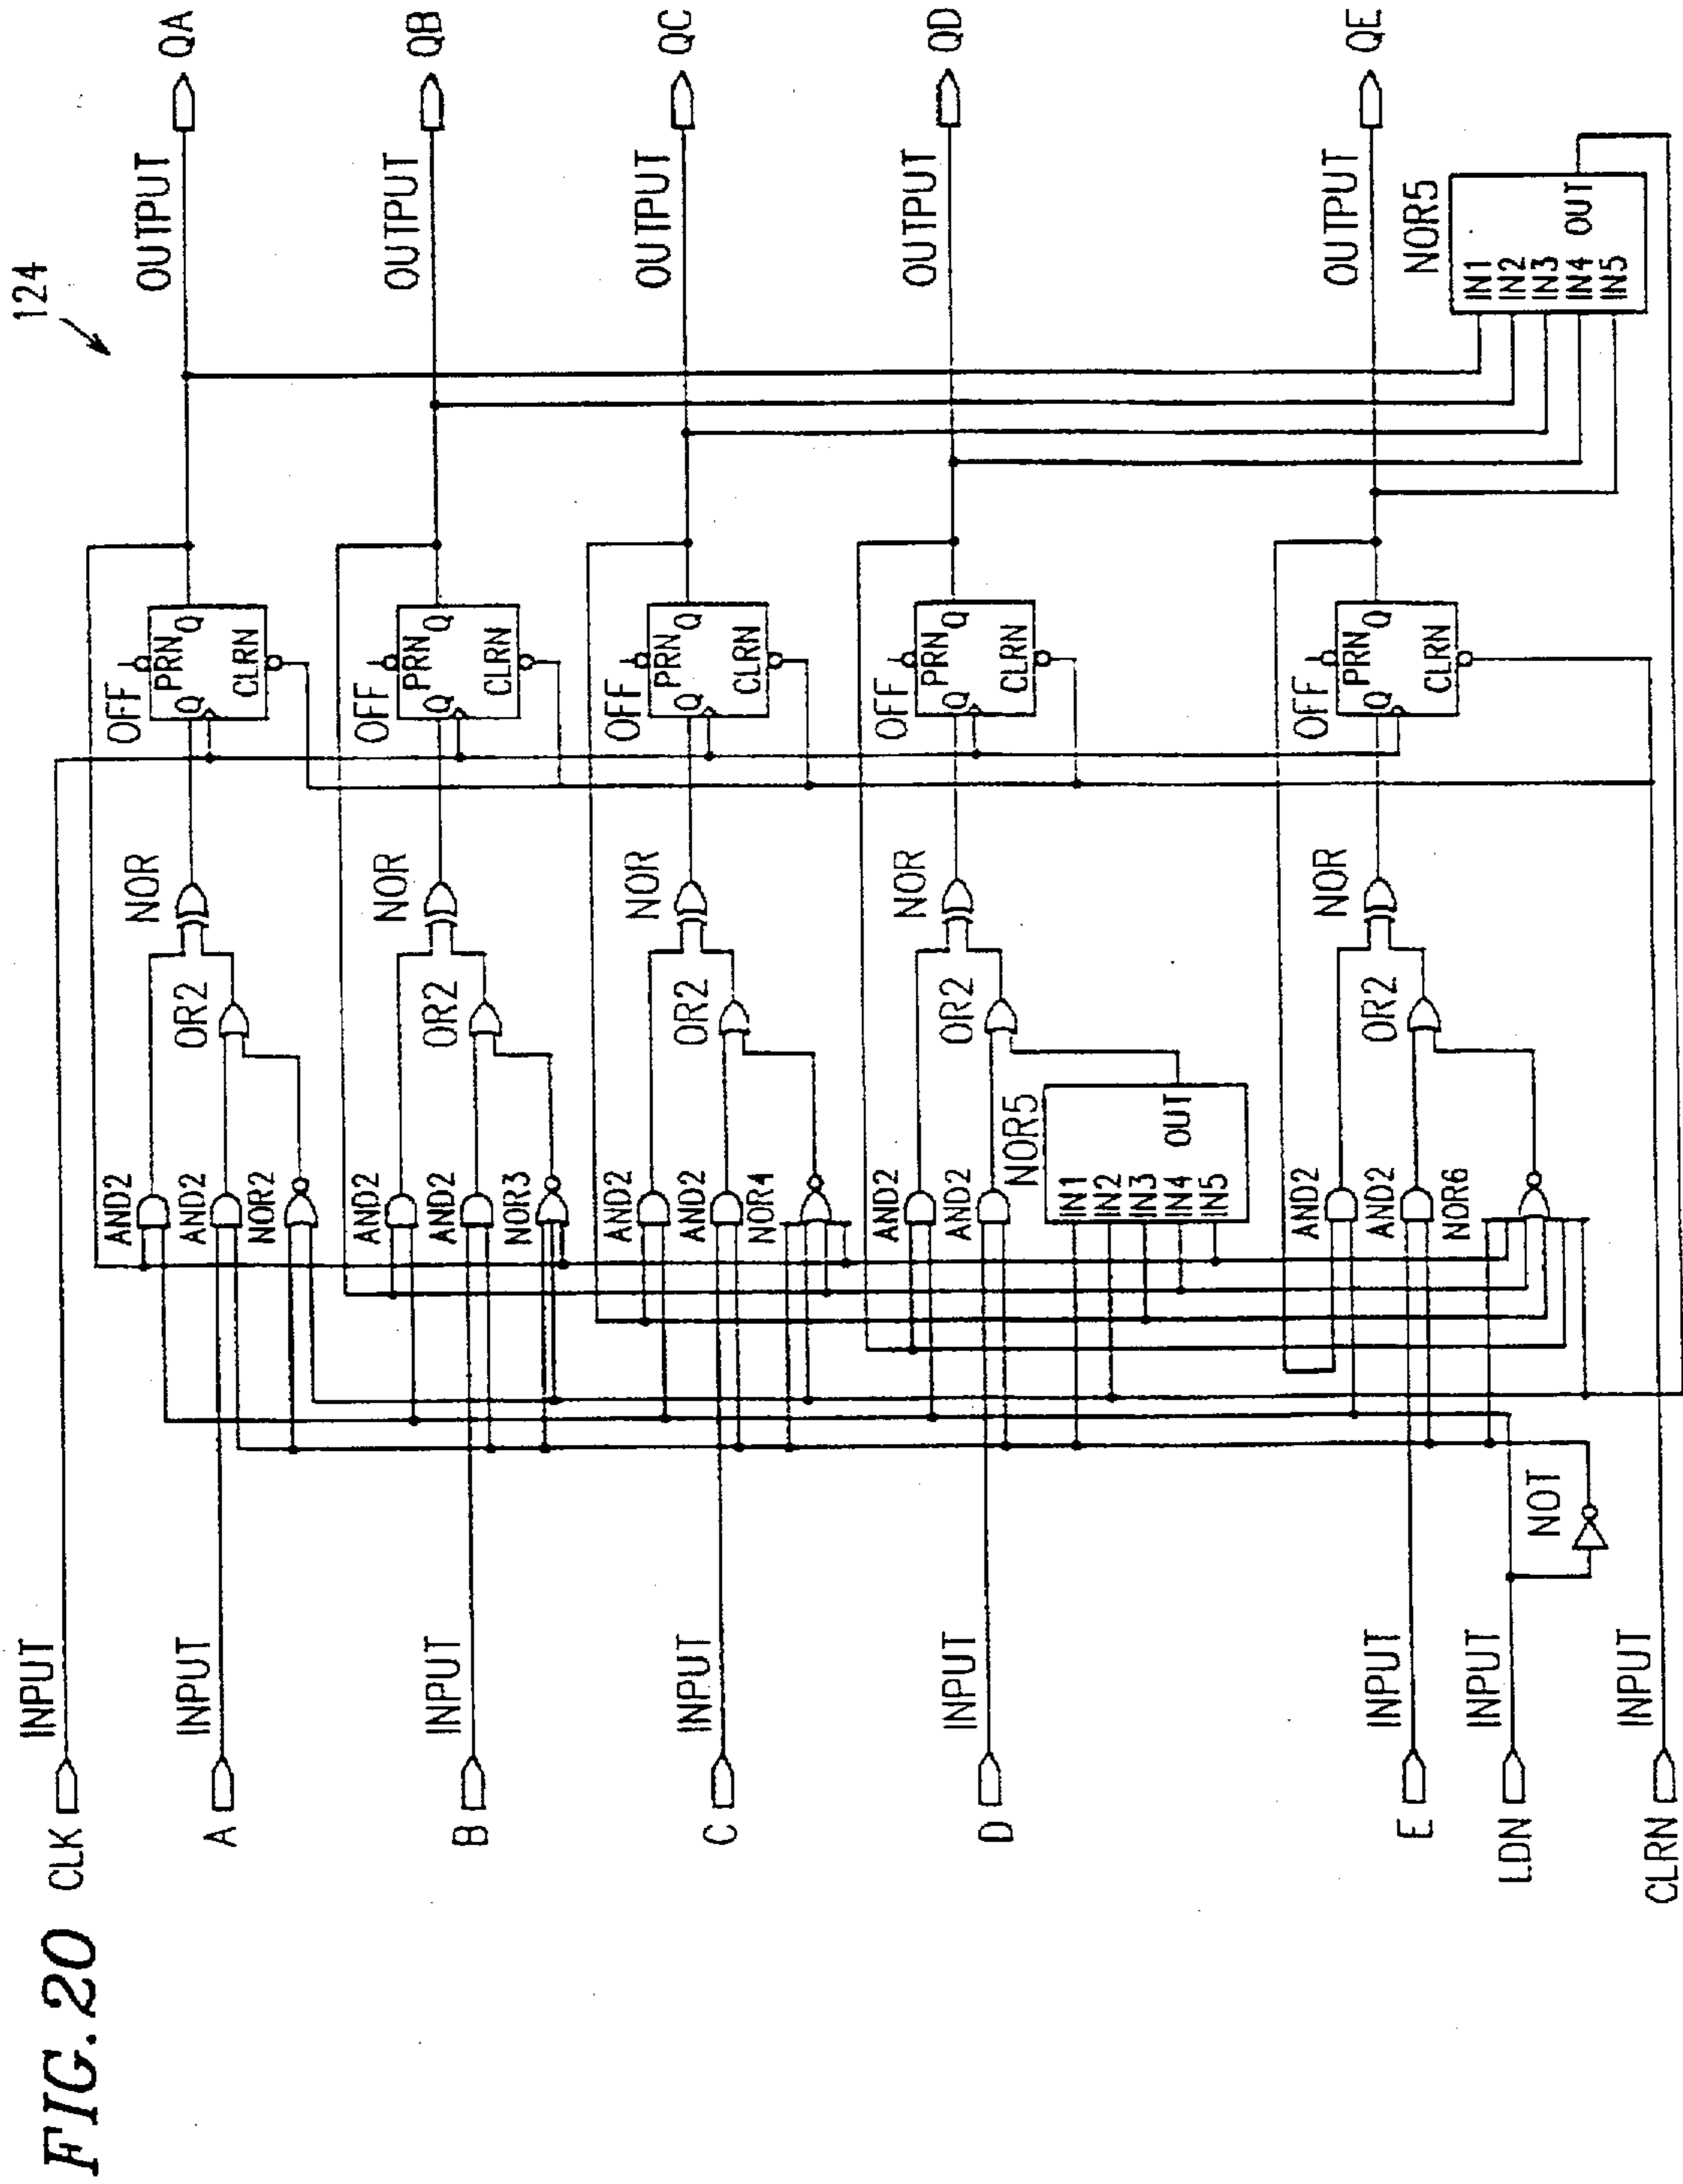 FIG. 20
124
CLK
INPUT
A
INPUT
AND2
AND2
NOR2
OR2
NOR
OFF
PRN
Q
Q
CLRN
OUTPUT
QA
B
INPUT
AND2
AND2
NOR3
OR2
NOR
OFF
PRN
Q
Q
CLRN
OUTPUT
QB
C
INPUT
AND2
AND2
NOR4
OR2
NOR
OFF
PRN
Q
Q
CLRN
OUTPUT
QC
D
INPUT
AND2
AND2
NOR5
IN1
IN2
IN3
IN4
IN5
OUT
OR2
NOR
OFF
PRN
Q
Q
CLRN
OUTPUT
QD
E
INPUT
AND2
AND2
NOR6
OR2
NOR
OFF
PRN
Q
Q
CLRN
OUTPUT
QE
NOR5
IN1
IN2
IN3
IN4
IN5
OUT
LDN
INPUT
NOT
CLRN
INPUT